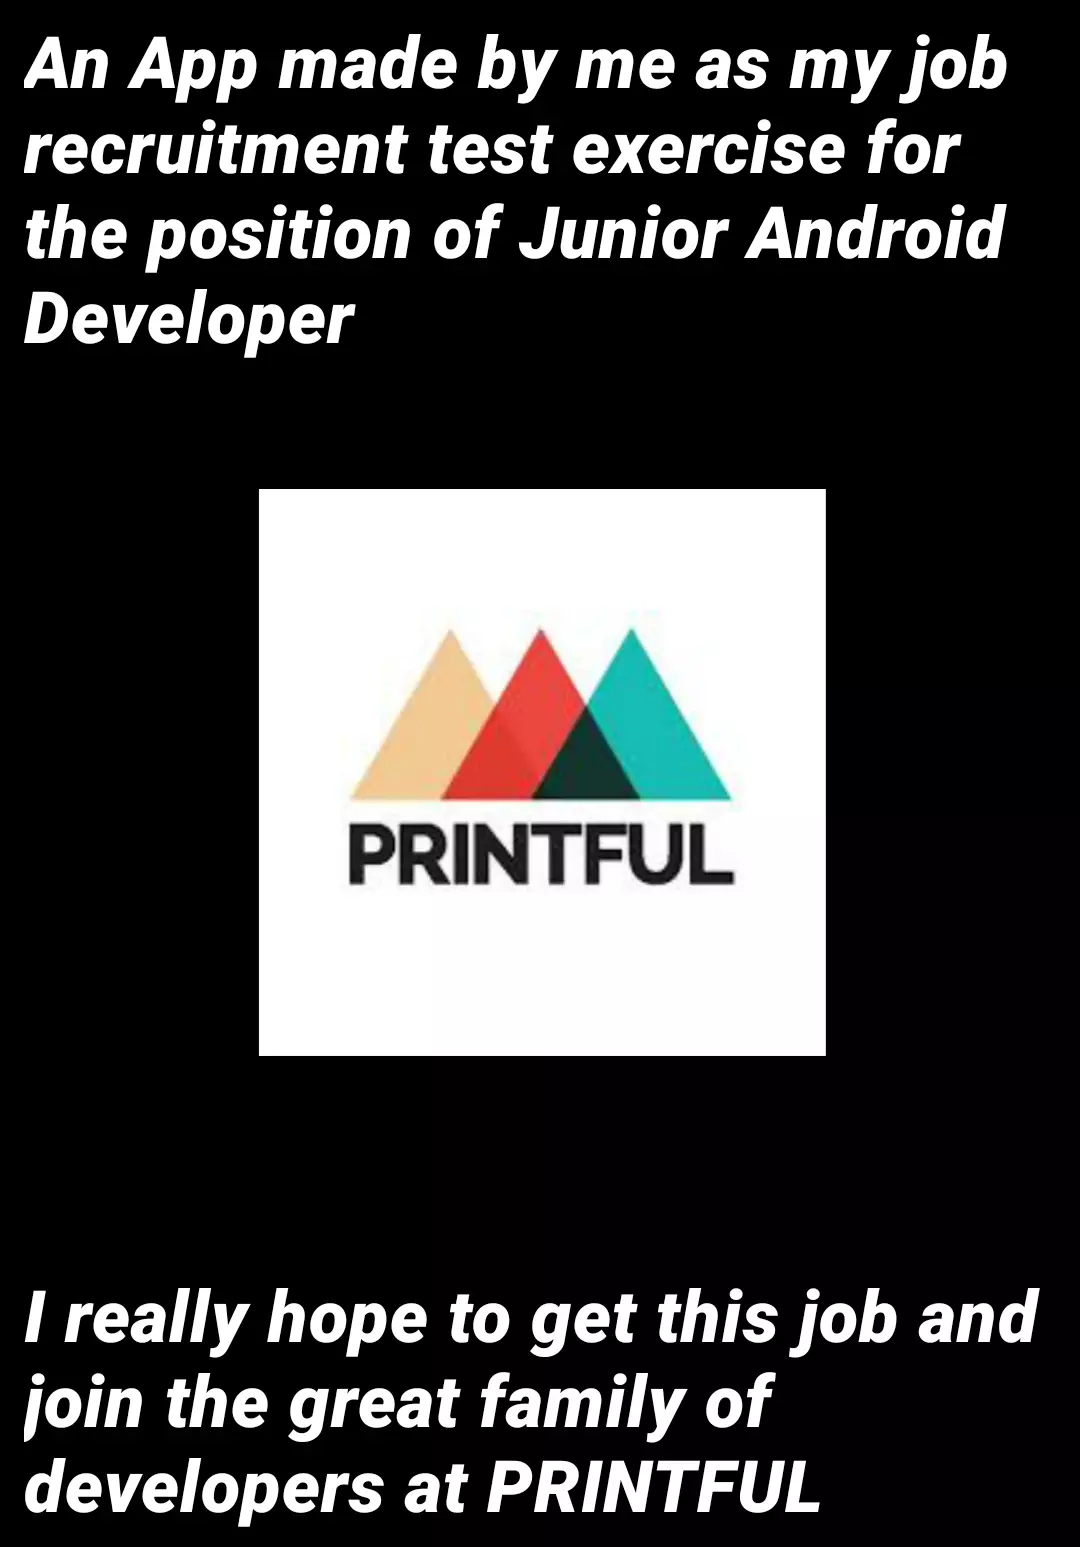 An App made by me as my job
recruitment test exercise for
the position of Junior Android
Developer
PRINTFUL
I really hope to get this job and
join the great family of
developers at PRINTFUL